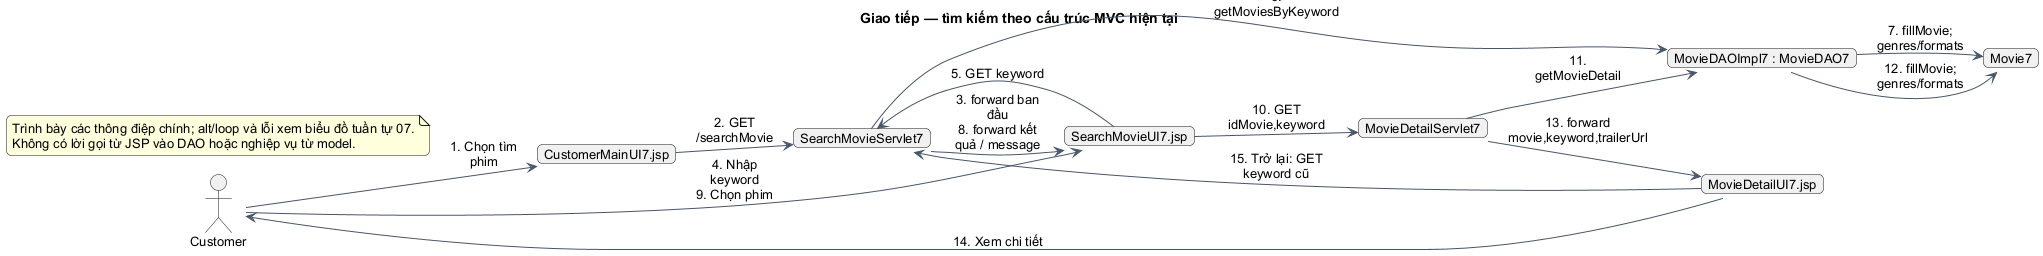 Giao tiếp — tìm kiếm theo cấu trúc MVC hiện tại
getMoviesByKeyword
7. fillMovie;
genres/formats
MovieDAOImpl7 : MovieDAO7
Movie7
11.
getMovieDetail
12. fillMovie;
genres/formats
5. GET keyword
3. forward ban
đầu
8. forward kết
quả / message
10. GET
idMovie,keyword
MovieDetailServlet7
13. forward
movie,keyword,trailerUrl
Trình bày các thông điệp chính; alt/loop và lỗi xem biểu đồ tuần tự 07.
Không có lời gọi từ JSP vào DAO hoặc nghiệp vụ từ model.
2. GET
/searchMovie
SearchMovieServlet7
SearchMovieUI7.jsp
1. Chọn tìm
phim
CustomerMainUI7.jsp
4. Nhập
keyword
9. Chọn phim
15. Trở lại: GET
keyword cũ
MovieDetailUI7.jsp
Customer
14. Xem chi tiết